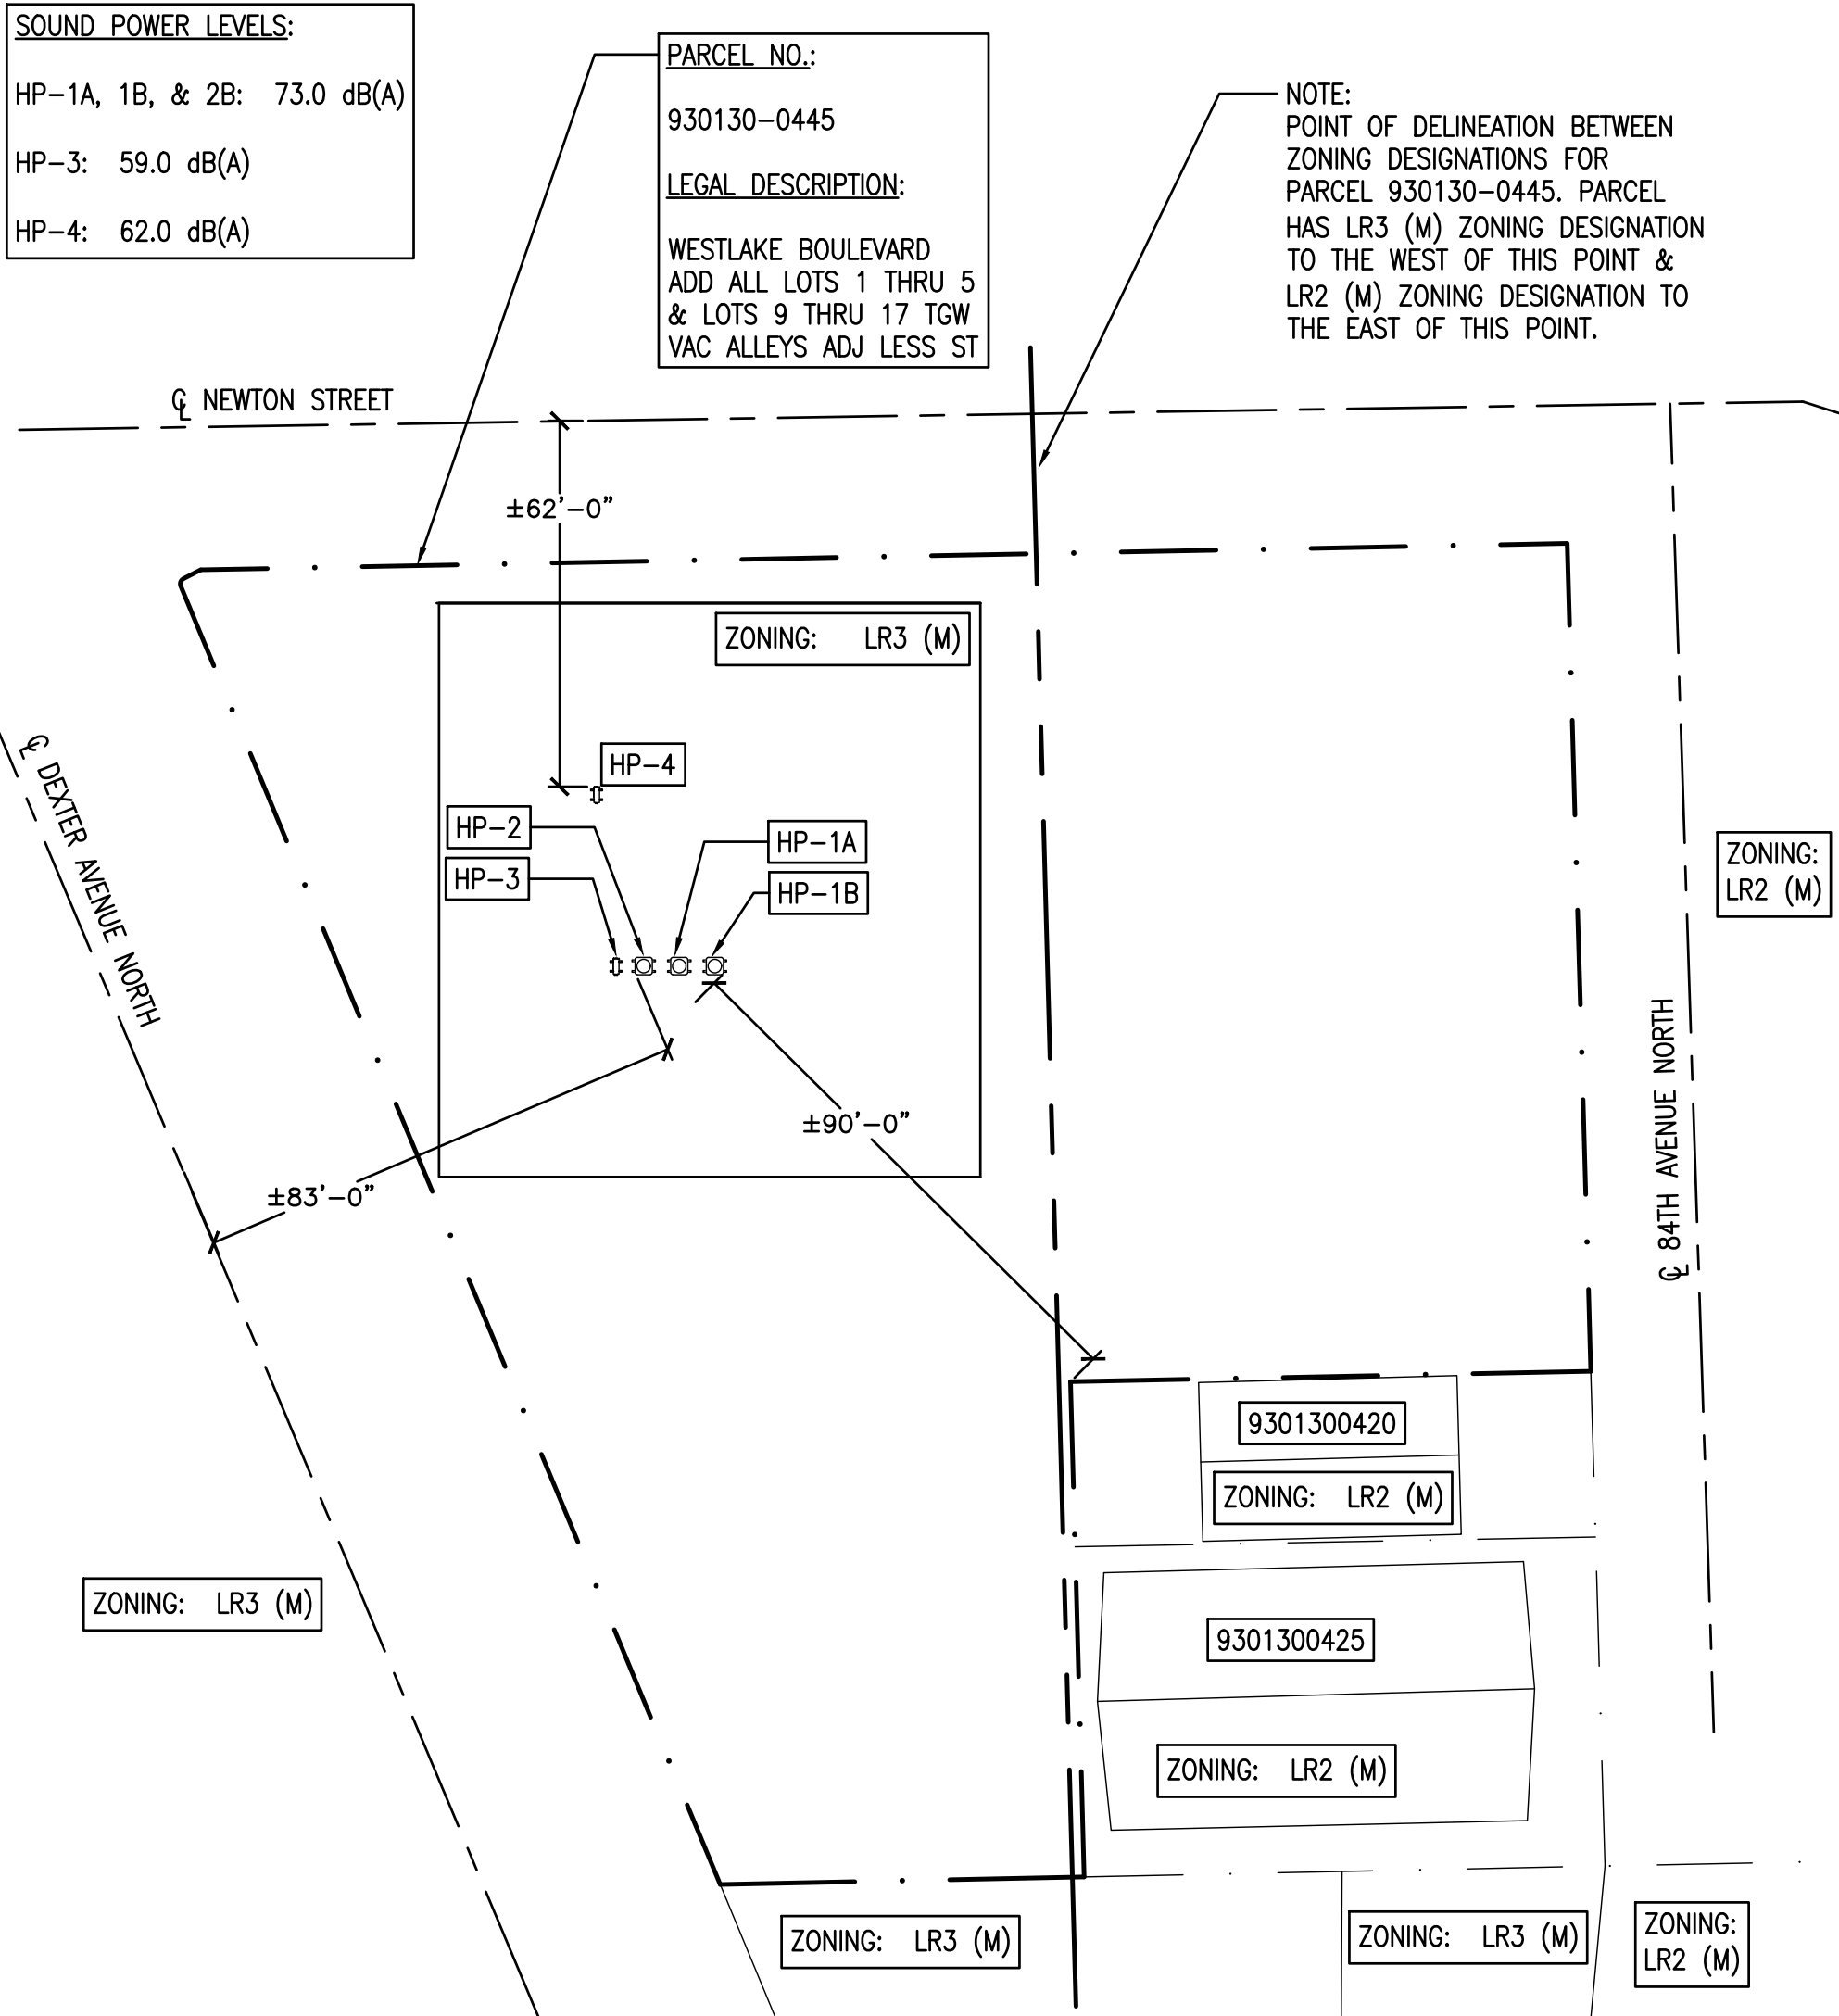 SOUND POWER LEVELS:
HP-1A, 1B, & 2B: 73.0 dB(A)
HP-3: 59.0 dB(A)
HP-4: 62.0 dB(A)
PARCEL NO.:
930130-0445
LEGAL DESCRIPTION:
WESTLAKE BOULEVARD
ADD ALL LOTS 1 THRU 5
& LOTS 9 THRU 17 TGW
VAC ALLEYS ADJ LESS ST
NOTE:
POINT OF DELINEATION BETWEEN
ZONING DESIGNATIONS FOR
PARCEL 930130-0445. PARCEL
HAS LR3 (M) ZONING DESIGNATION
TO THE WEST OF THIS POINT &
LR2 (M) ZONING DESIGNATION TO
THE EAST OF THIS POINT.
℄ NEWTON STREET
±62'-0"
ZONING: LR3 (M)
℄ DEXTER AVENUE NORTH
HP-4
HP-2
HP-1A
HP-3
HP-1B
ZONING:
LR2 (M)
±90'-0"
±83'-0"
℄ 84TH AVENUE NORTH
9301300420
ZONING: LR2 (M)
ZONING: LR3 (M)
9301300425
ZONING: LR2 (M)
ZONING: LR3 (M)
ZONING: LR3 (M)
ZONING:
LR2 (M)